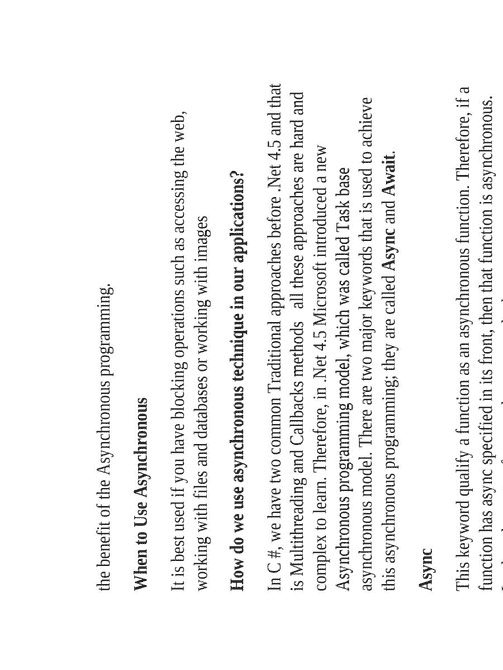 the benefit of the Asynchronous programming.
When to Use Asynchronous
It is best used if you have blocking operations such as accessing the web,
working with files and databases or working with images
How do we use asynchronous technique in our applications?
In C #, we have two common Traditional approaches before .Net 4.5 and that
is Multithreading and Callbacks methods all these approaches are hard and
complex to learn. Therefore, in .Net 4.5 Microsoft introduced a new
Asynchronous programming model, which was called Task base
asynchronous model. There are two major keywords that is used to achieve
this asynchronous programming; they are called Async and Await.
Async
This keyword qualify a function as an asynchronous function. Therefore, if a
function has async specified in its front, then that function is asynchronous.